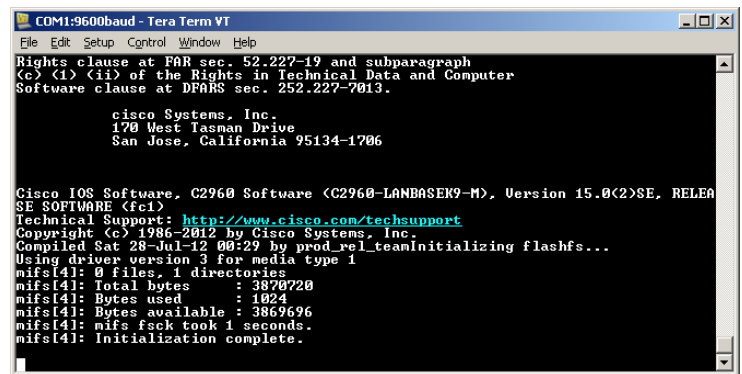 COM1:9600baud - Tera Term VT
File Edit Setup Control Window Help
Rights clause at FAR sec. 52.227-19 and subparagraph
(c) (1) (ii) of the Rights in Technical Data and Computer
Software clause at DFARS sec. 252.227-7013.
cisco Systems, Inc.
170 West Tasman Drive
San Jose, California 95134-1706
Cisco IOS Software, C2960 Software (C2960-LANBASEK9-M), Version 15.0(2)SE, RELEA
SE SOFTWARE (fc1)
Technical Support: http://www.cisco.com/techsupport
Copyright (c) 1986-2012 by Cisco Systems, Inc.
Compiled Sat 28-Jul-12 00:29 by prod_rel_teamInitializing flashfs...
Using driver version 3 for media type 1
mifs[4]: 0 files, 1 directories
mifs[4]: Total bytes : 3870720
mifs[4]: Bytes used : 1024
mifs[4]: Bytes available : 3869696
mifs[4]: mifs fsck took 1 seconds.
mifs[4]: Initialization complete.